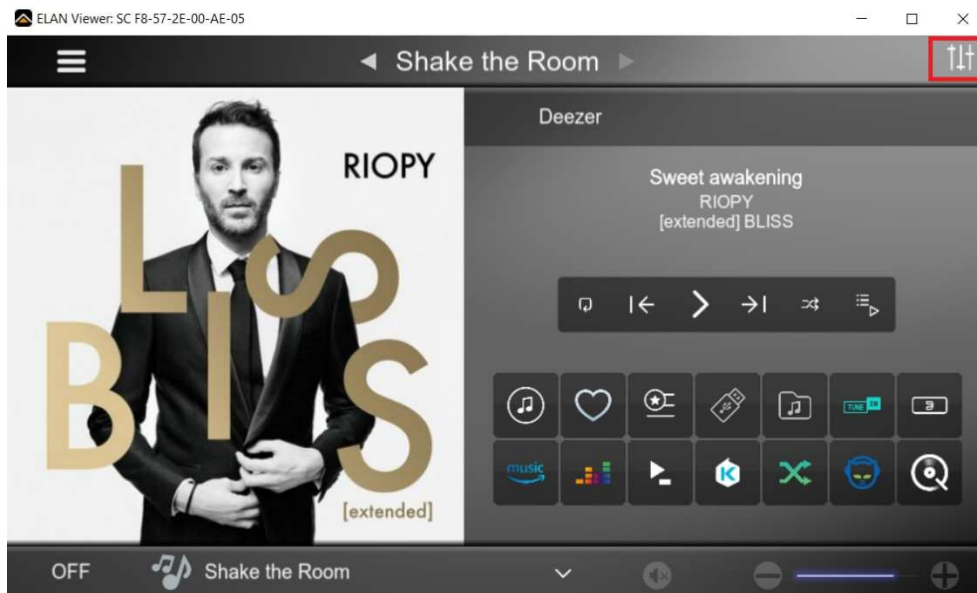 ELAN Viewer: SC F8-57-2E-00-AE-05
Shake the Room
Deezer
RIOPY
LISS
B
[extended]
Sweet awakening
RIOPY
[extended] BLISS
TUNE IN
music
K
OFF
Shake the Room